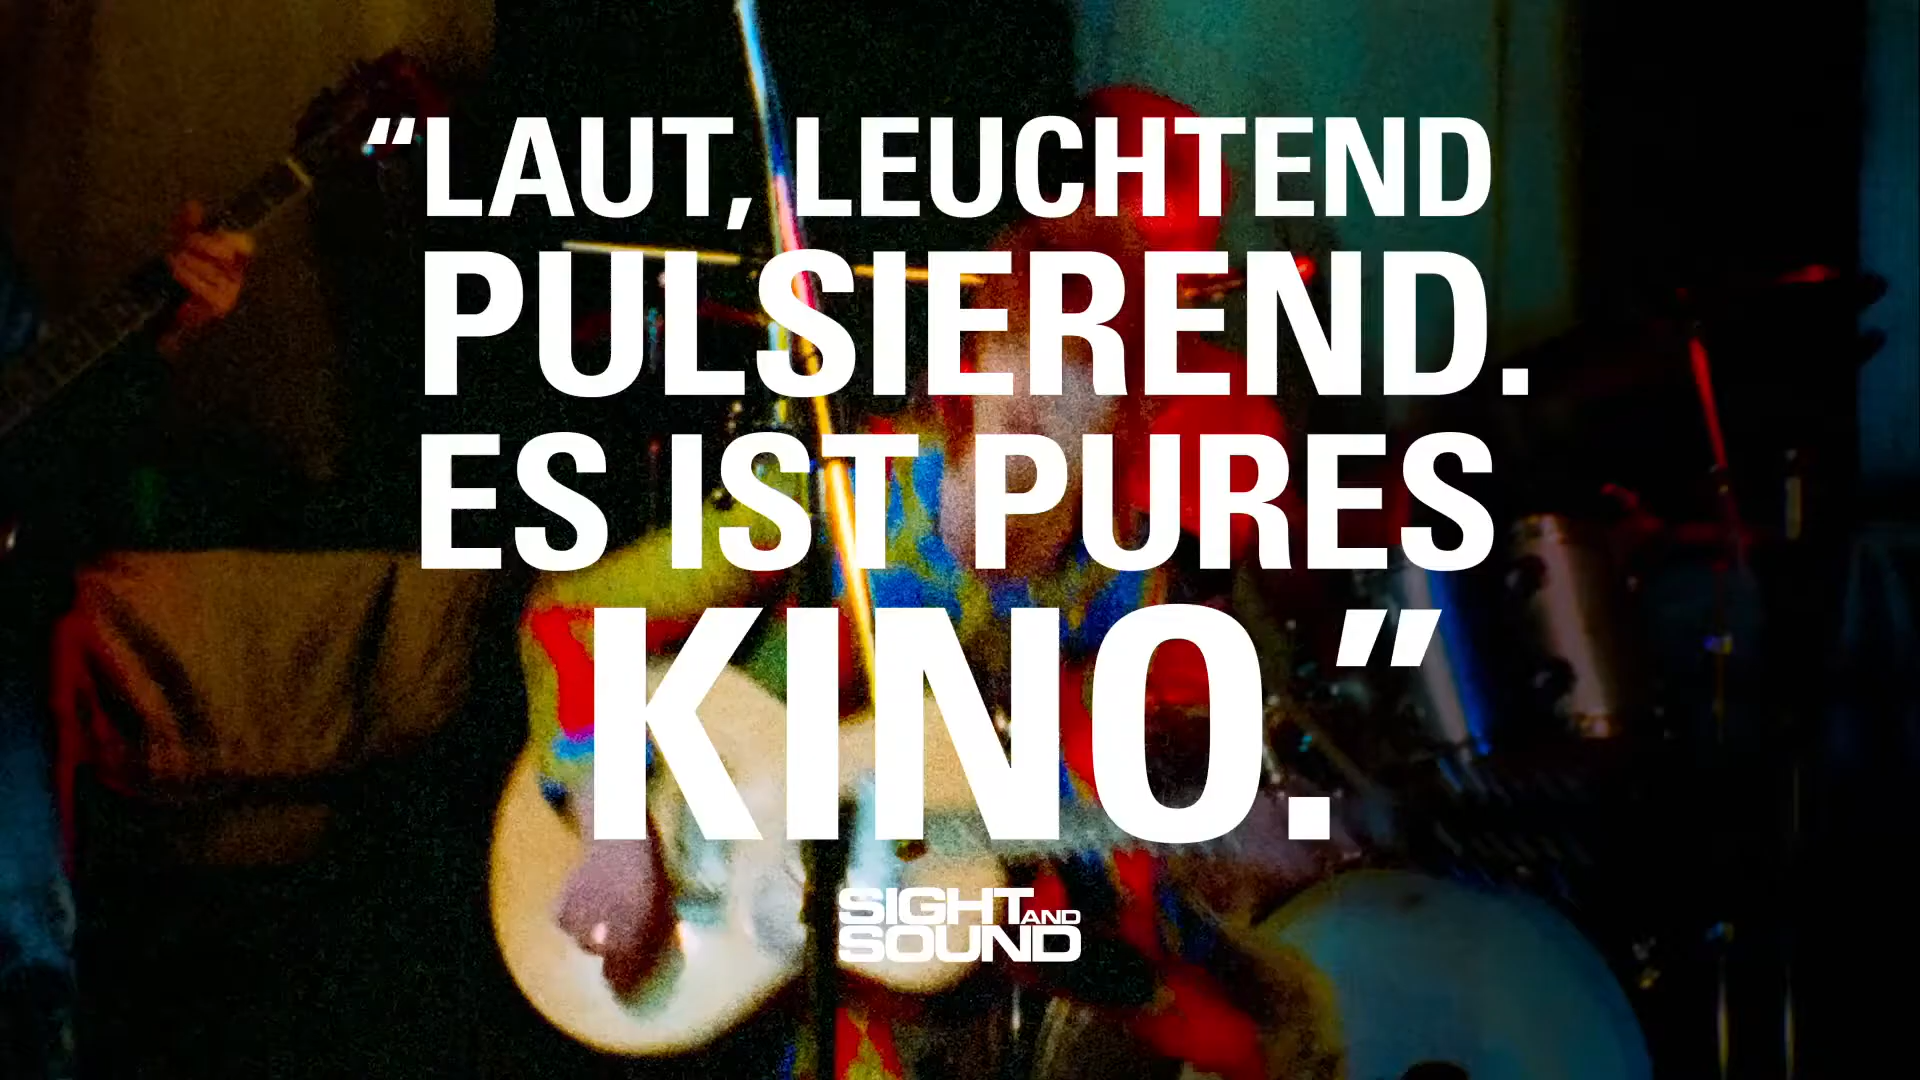 “LAUT, LEUCHTEND
PULSIEREND.
ES IST PURES
KINO.”
SIGHT AND
SOUND